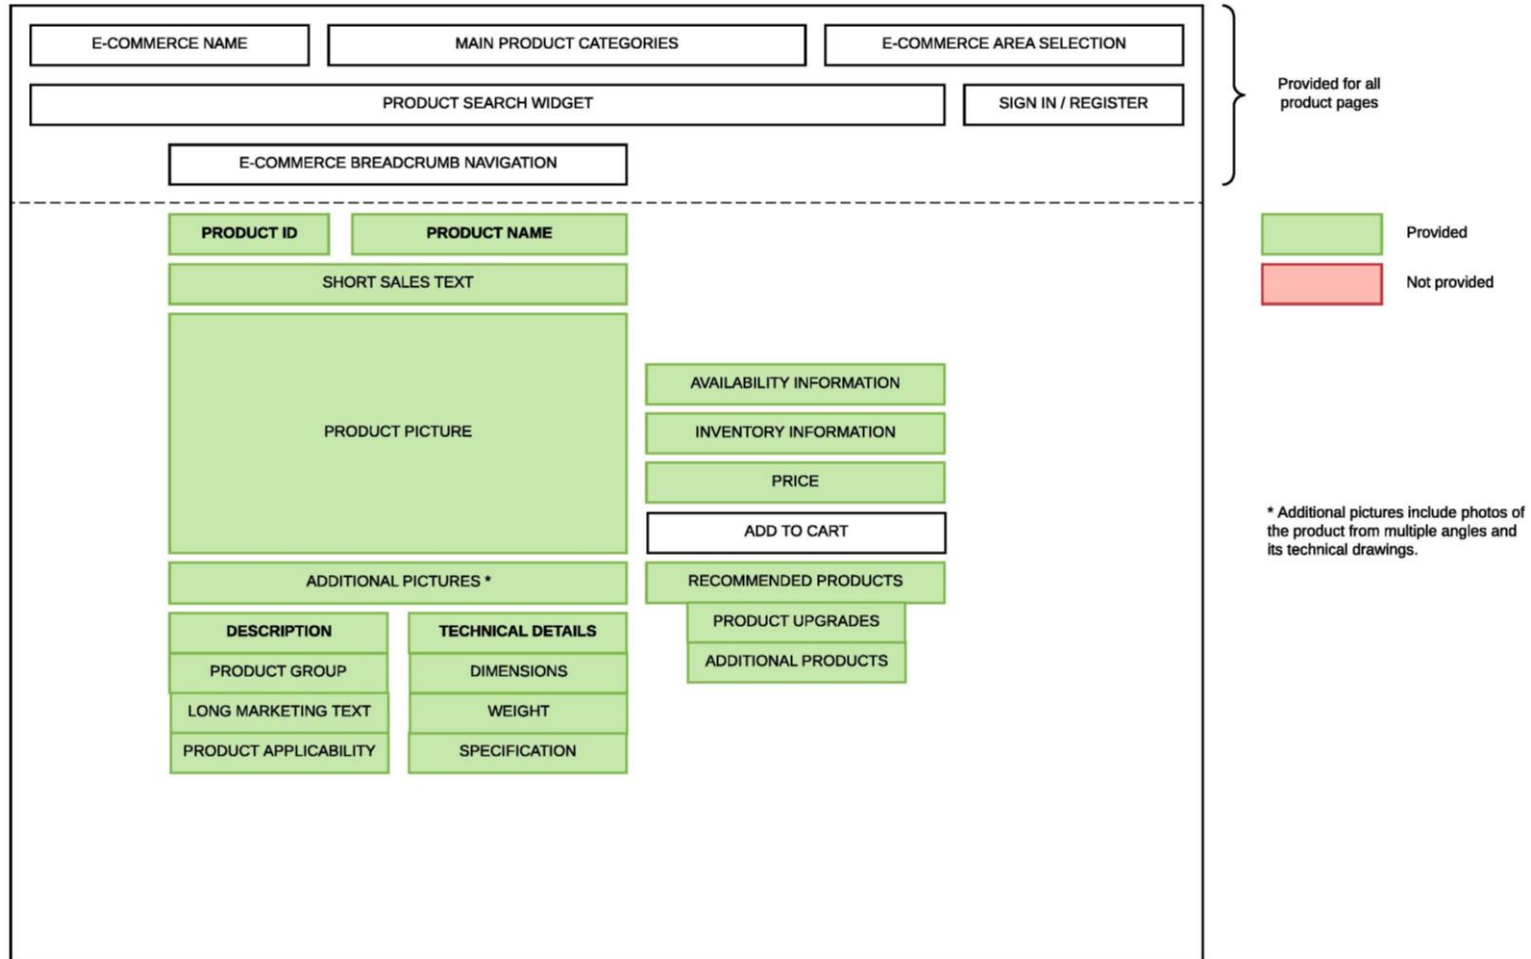 E-COMMERCE NAME
MAIN PRODUCT CATEGORIES
E-COMMERCE AREA SELECTION
PRODUCT SEARCH WIDGET
SIGN IN / REGISTER
Provided for all
product pages
E-COMMERCE BREADCRUMB NAVIGATION
PRODUCT ID
PRODUCT NAME
Provided
SHORT SALES TEXT
Not provided
PRODUCT PICTURE
AVAILABILITY INFORMATION
INVENTORY INFORMATION
PRICE
ADD TO CART
* Additional pictures include photos of
the product from multiple angles and
its technical drawings.
ADDITIONAL PICTURES *
RECOMMENDED PRODUCTS
PRODUCT UPGRADES
ADDITIONAL PRODUCTS
DESCRIPTION
PRODUCT GROUP
LONG MARKETING TEXT
PRODUCT APPLICABILITY
TECHNICAL DETAILS
DIMENSIONS
WEIGHT
SPECIFICATION